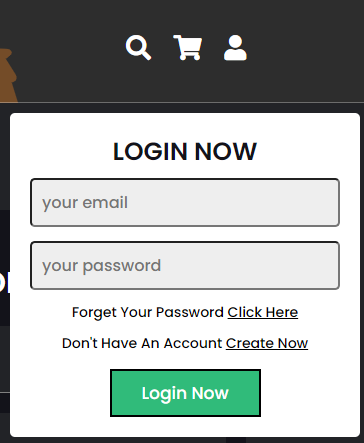 LOGIN NOW
your email
your password
Forget Your Password Click Here
Don't Have An Account Create Now
Login Now